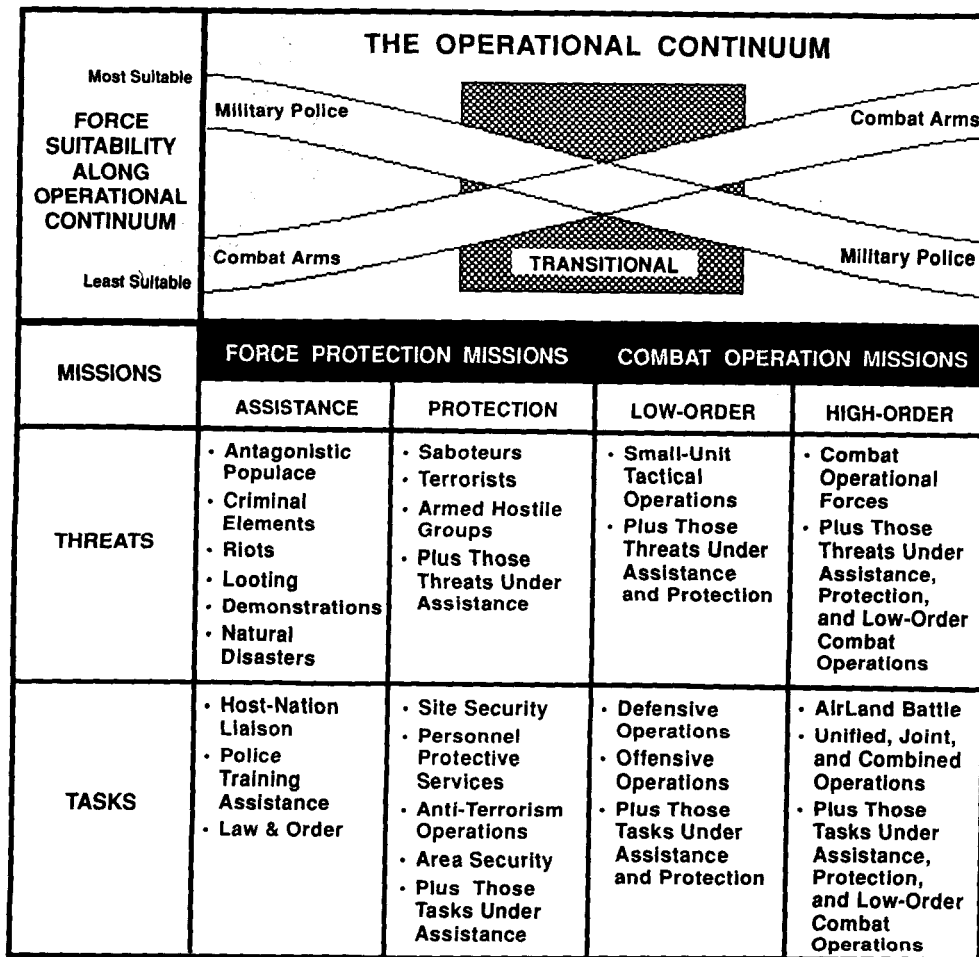 THE OPERATIONAL CONTINUUM
Most Suitable
FORCE
SUITABILITY
ALONG
OPERATIONAL
CONTINUUM
Least Suitable
Military Police
Combat Arms
Combat Arms
TRANSITIONAL
Military Police
MISSIONS
FORCE PROTECTION MISSIONS
COMBAT OPERATION MISSIONS
ASSISTANCE
PROTECTION
LOW-ORDER
HIGH-ORDER
THREATS
• Antagonistic
Populace
• Criminal
Elements
• Riots
• Looting
• Demonstrations
• Natural
Disasters
• Saboteurs
• Terrorists
• Armed Hostile
Groups
• Plus Those
Threats Under
Assistance
• Small-Unit
Tactical
Operations
• Plus Those
Threats Under
Assistance
and Protection
• Combat
Operational
Forces
• Plus Those
Threats Under
Assistance,
Protection,
and Low-Order
Combat
Operations
TASKS
• Host-Nation
Liaison
• Police
Training
Assistance
• Law & Order
• Site Security
• Personnel
Protective
Services
• Anti-Terrorism
Operations
• Area Security
• Plus Those
Tasks Under
Assistance
• Defensive
Operations
• Offensive
Operations
• Plus Those
Tasks Under
Assistance
and Protection
• AirLand Battle
• Unified, Joint,
and Combined
Operations
• Plus Those
Tasks Under
Assistance,
Protection,
and Low-Order
Combat
Operations